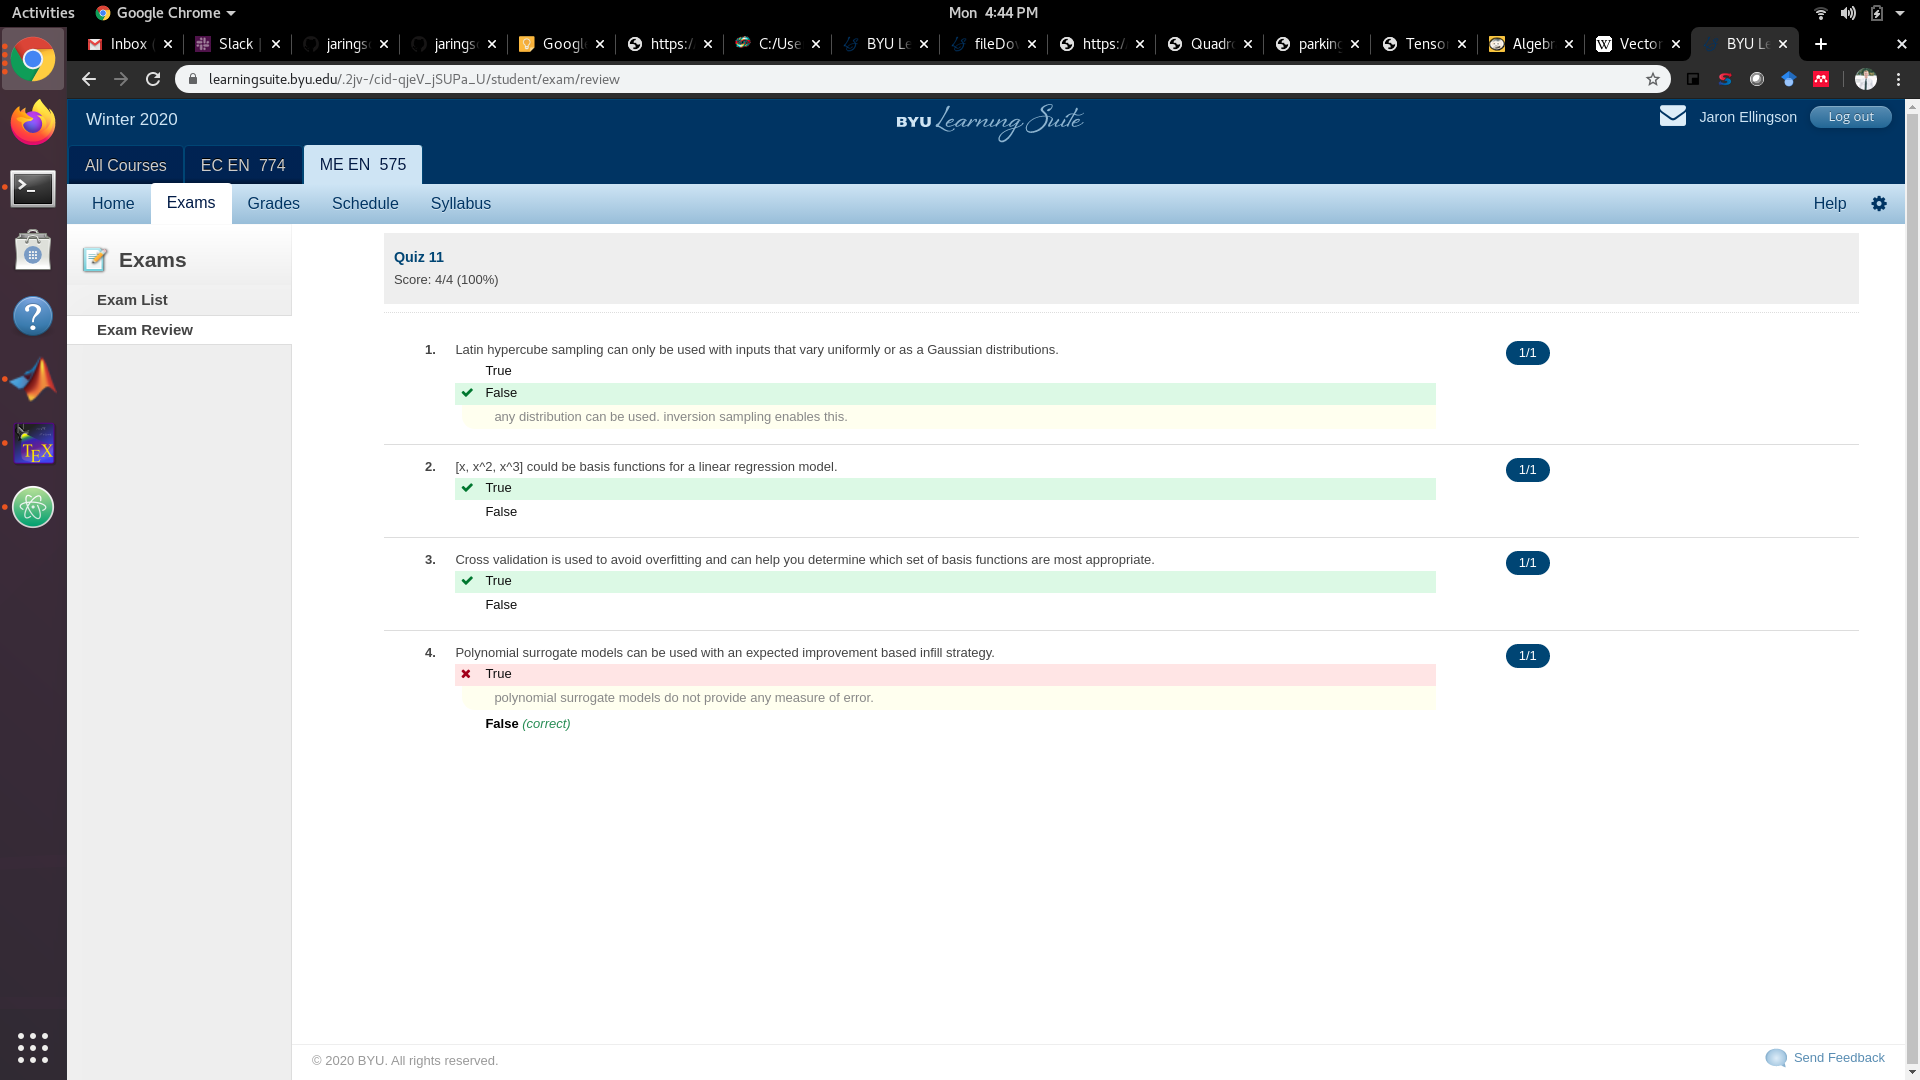 Activities Google Chrome Mon 4:44 PM
Inbox Slack | jarings jarings Googl https:/ C:/Use BYU Le fileDov https:/ Quadro parking Tensor Algebr Vector BYU Le
learningsuite.byu.edu/.2jv-/cid-qjeV_jSUPa_U/student/exam/review
Winter 2020 BYU Learning Suite Jaron Ellingson Log out
All Courses EC EN 774 ME EN 575
Home Exams Grades Schedule Syllabus Help
Exams
Exam List
Exam Review
Quiz 11
Score: 4/4 (100%)
1. Latin hypercube sampling can only be used with inputs that vary uniformly or as a Gaussian distributions. 1/1
True
False
any distribution can be used. inversion sampling enables this.
2. [x, x^2, x^3] could be basis functions for a linear regression model. 1/1
True
False
3. Cross validation is used to avoid overfitting and can help you determine which set of basis functions are most appropriate. 1/1
True
False
4. Polynomial surrogate models can be used with an expected improvement based infill strategy. 1/1
True
polynomial surrogate models do not provide any measure of error.
False (correct)
© 2020 BYU. All rights reserved.
Send Feedback